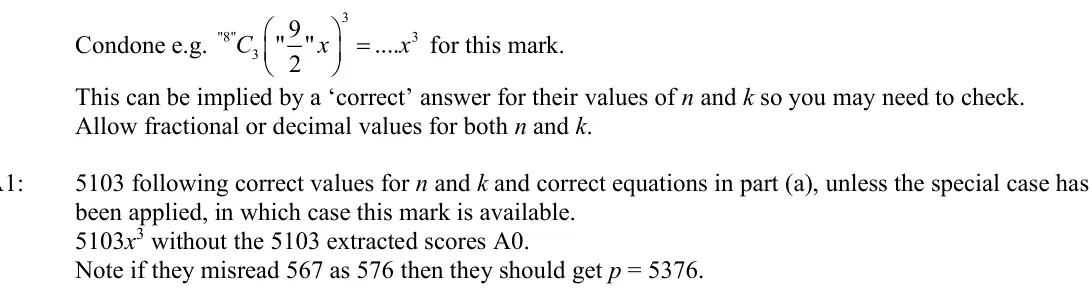 Condone e.g. "8"C₃("9/2"x)³ = ....x³ for this mark.
This can be implied by a ‘correct’ answer for their values of n and k so you may need to check.
Allow fractional or decimal values for both n and k.
1: 5103 following correct values for n and k and correct equations in part (a), unless the special case has
been applied, in which case this mark is available.
5103x³ without the 5103 extracted scores A0.
Note if they misread 567 as 576 then they should get p = 5376.